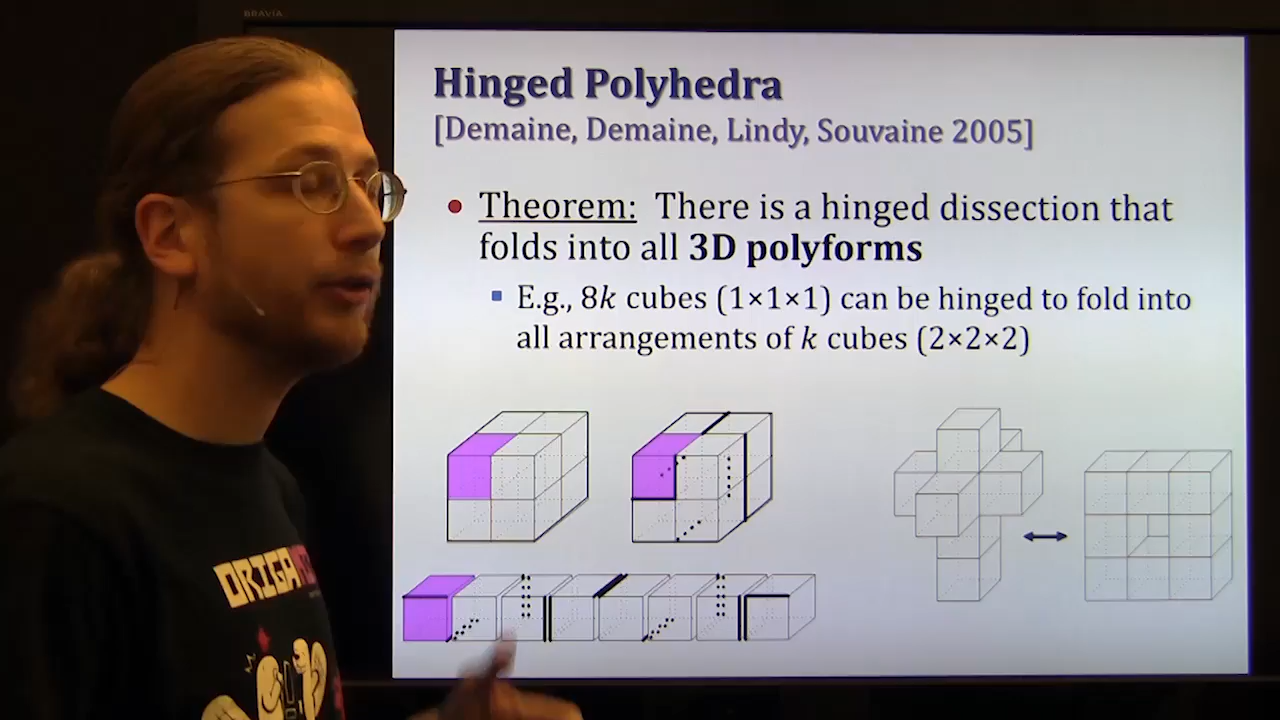 BRAVIA
Hinged Polyhedra
[Demaine, Demaine, Lindy, Souvaine 2005]
• Theorem: There is a hinged dissection that
folds into all 3D polyforms
▪ E.g., 8k cubes (1×1×1) can be hinged to fold into
all arrangements of k cubes (2×2×2)